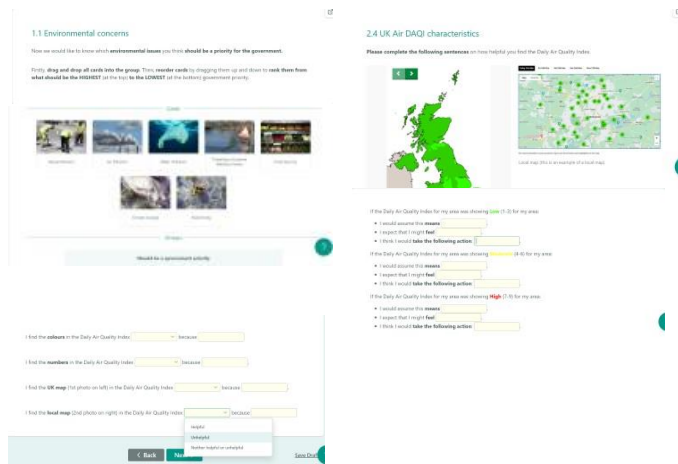 1.1 Environmental concerns
Now we would like to know which environmental issues you think should be a priority for the government.
Firstly, drag and drop all cards into the group. Then, reorder cards by dragging them up and down to rank them from
what should be the HIGHEST (at the top) to the LOWEST (at the bottom) government priority.
Should be a government priority
?
I find the colours in the Daily Air Quality Index because
I find the numbers in the Daily Air Quality Index because
I find the UK map (1st photo on left) in the Daily Air Quality Index because
I find the local map (2nd photo on right) in the Daily Air Quality Index because
Helpful
Unhelpful
Neither helpful or unhelpful
< Back
Save Draft
2.4 UK Air DAQI characteristics
Please complete the following sentences on how helpful you find the Daily Air Quality Index.
Local map (this is an example of a local map)
If the Daily Air Quality Index for my area was showing Low (1-3) for my area:
• I would assume this means
• I expect that I might feel
• I think I would take the following action
If the Daily Air Quality Index for my area was showing (4-6) for my area:
• I would assume this means
• I expect that I might feel
• I think I would take the following action
If the Daily Air Quality Index for my area was showing High (7-9) for my area:
• I would assume this means
• I expect that I might feel
• I think I would take the following action